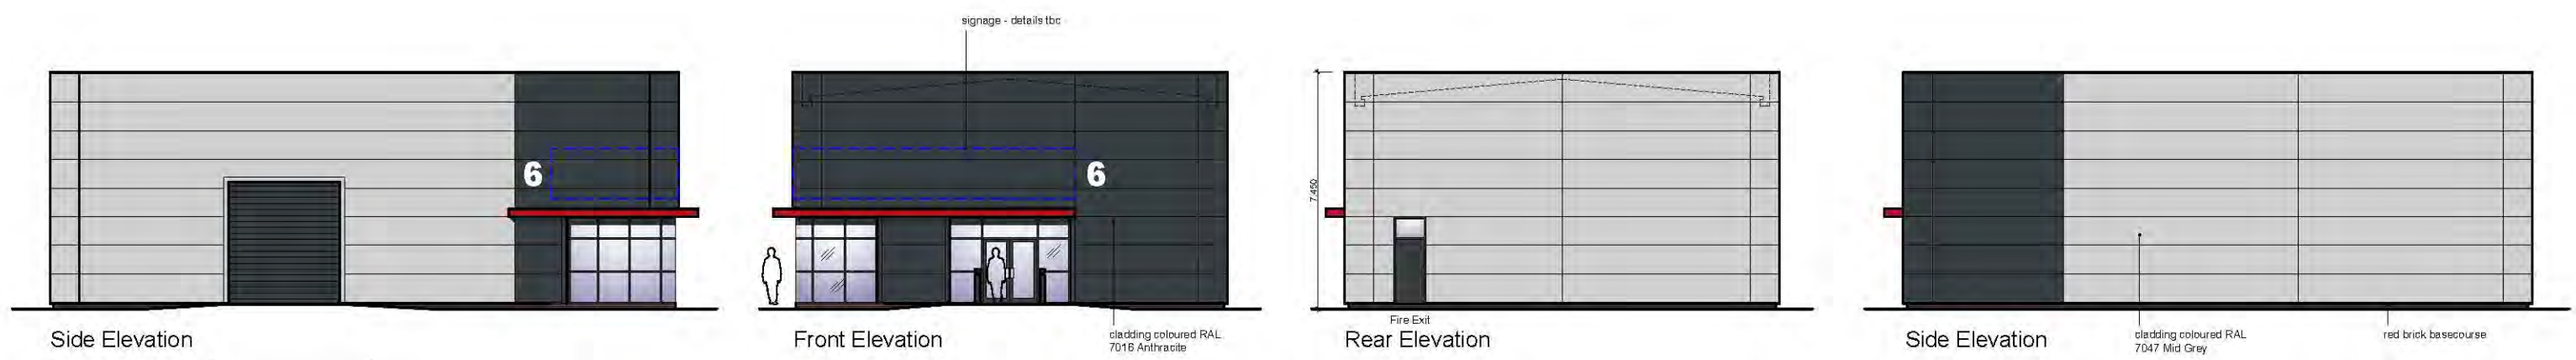 signage - details tbc
6
6
7.450
Side Elevation
Front Elevation
cladding coloured RAL
7016 Anthracite
Fire Exit
Rear Elevation
Side Elevation
cladding coloured RAL
7047 Mid Grey
red brick basecourse